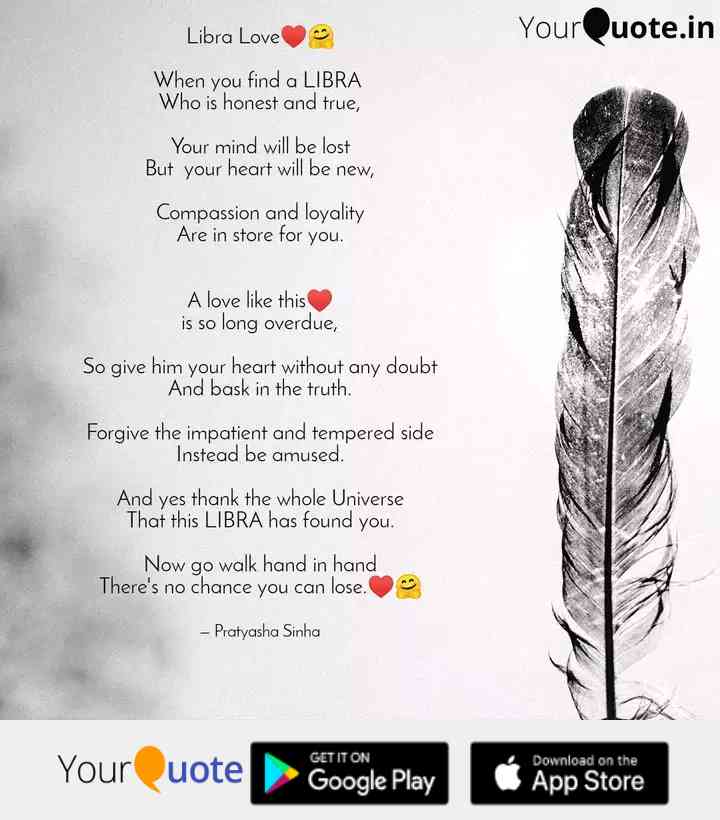 Libra Love❤️🤗
YourQuote.in
When you find a LIBRA
Who is honest and true,
Your mind will be lost
But  your heart will be new,
Compassion and loyality
Are in store for you.
A love like this❤️
is so long overdue,
So give him your heart without any doubt
And bask in the truth.
Forgive the impatient and tempered side
Instead be amused.
And yes thank the whole Universe
That this LIBRA has found you.
Now go walk hand in hand
There's no chance you can lose.❤️🤗
– Pratyasha Sinha
YourQuote
GET IT ON
Google Play
Download on the
App Store